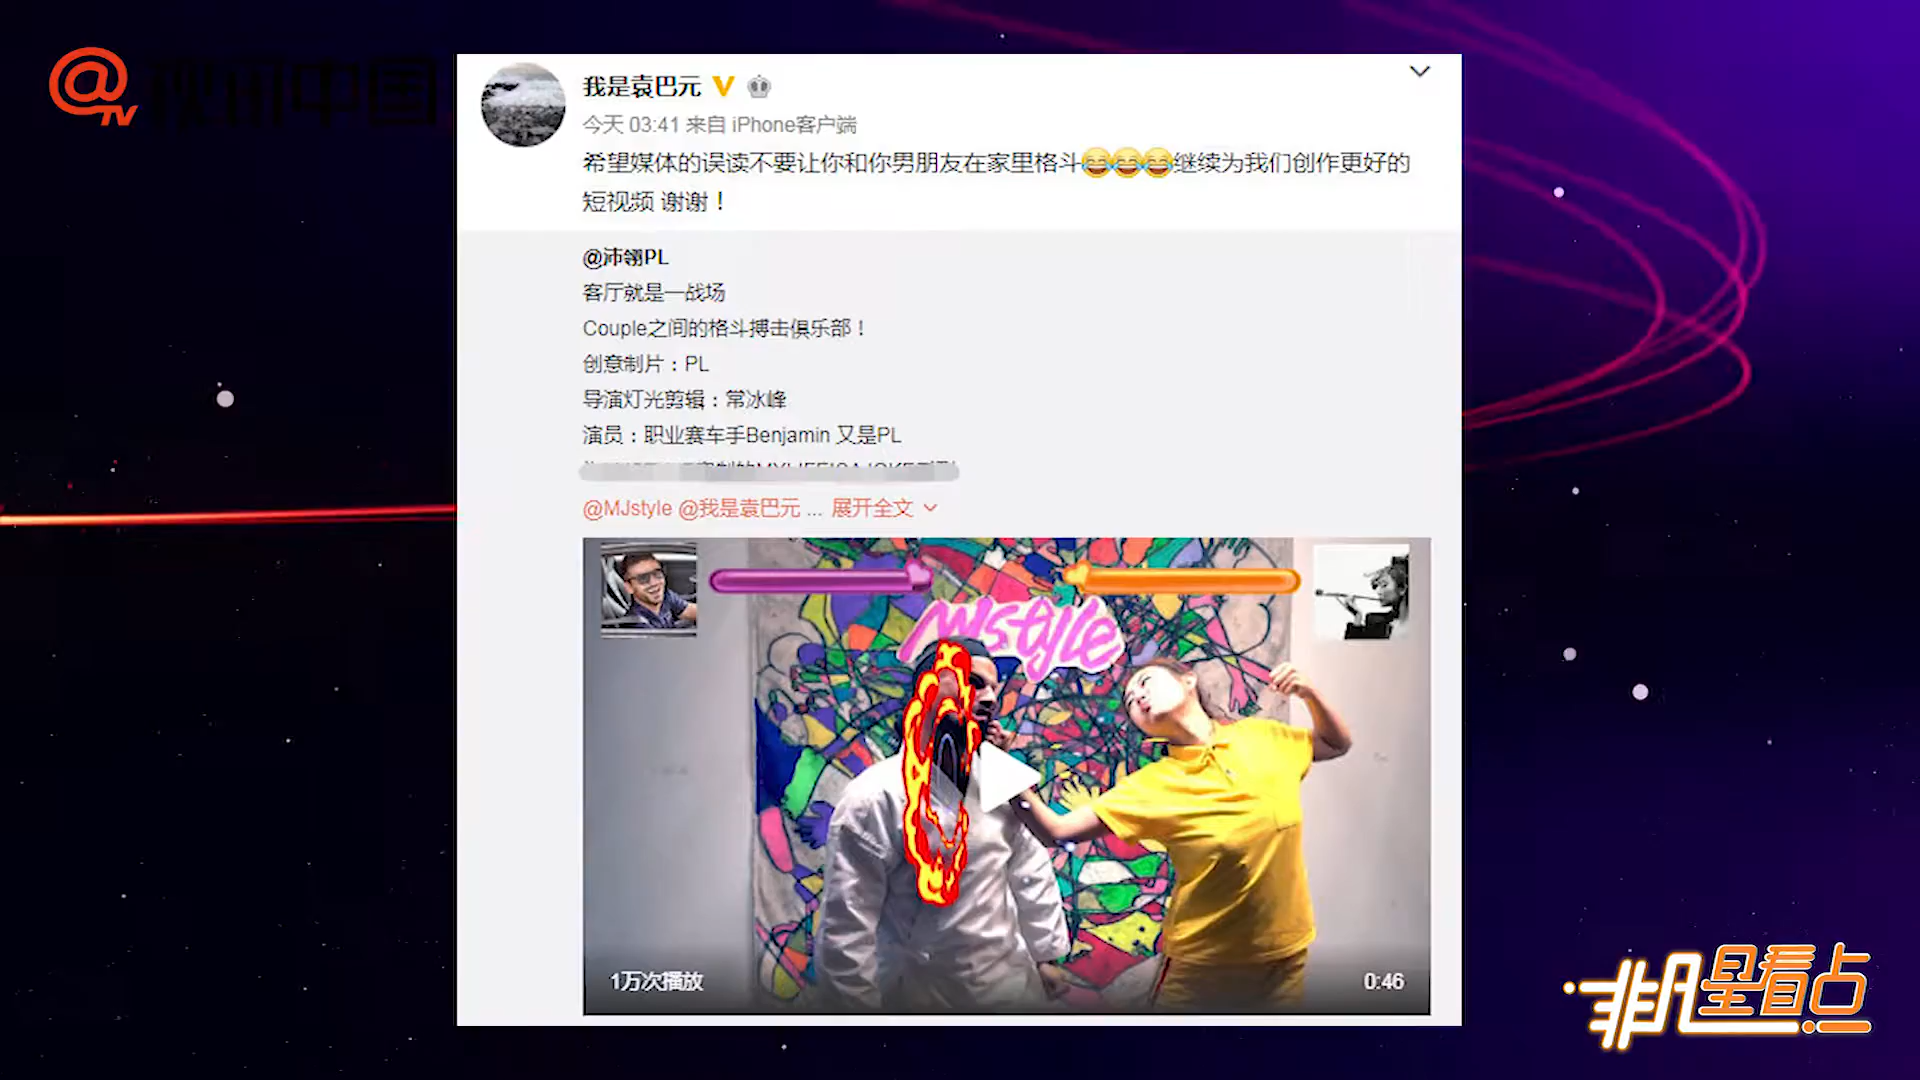 @TV
我是袁巴元
今天 03:41 来自 iPhone客户端
希望媒体的误读不要让你和你男朋友在家里格斗😂😂😂继续为我们创作更好的
短视频 谢谢！
@沛翎PL
客厅就是一战场
Couple之间的格斗搏击俱乐部！
创意制片：PL
导演灯光剪辑：常冰峰
演员：职业赛车手Benjamin 又是PL
@MJstyle @我是袁巴元 ... 展开全文
MJstyle
1万次播放
0:46
非凡星看点